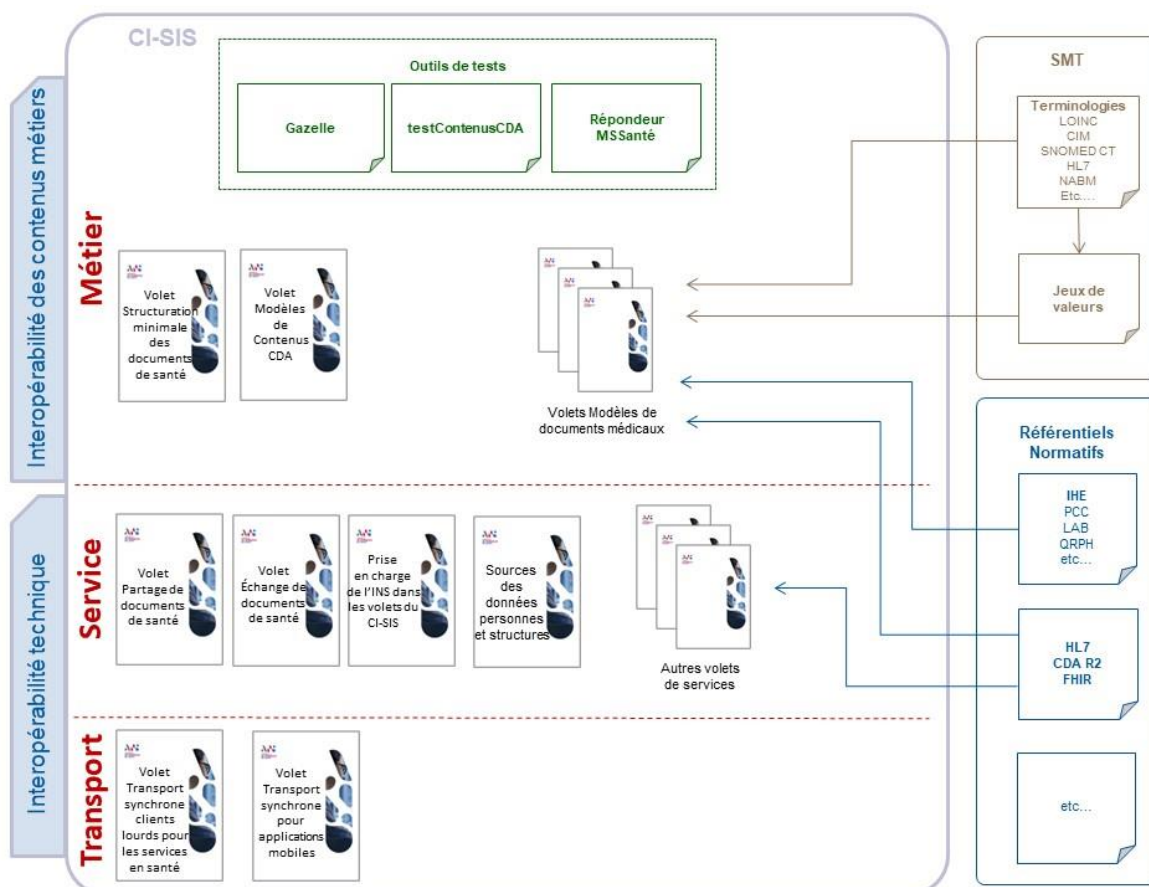 CI-SIS
Interopérabilité des contenus métiers
Interopérabilité technique
Outils de tests
Gazelle
testContenusCDA
Répondeur
MSSanté
Métier
Volet
Structuration
minimale
des
documents
de santé
Volet
Modèles
de
Contenus
CDA
Volets Modèles de
documents médicaux
Service
Volet
Partage de
documents
de santé
Volet
Échange de
documents
de santé
Prise
en charge
de l'INS dans
les volets du
CI-SIS
Sources
des
données
personnes
et structures
Autres volets
de services
Transport
Volet
Transport
synchrone
clients
lourds pour
les services
en santé
Volet
Transport
synchrone
pour
applications
mobiles
SMT
Terminologies
LOINC
CIM
SNOMED CT
HL7
NABM
Etc....
Jeux de
valeurs
Référentiels
Normatifs
IHE
PCC
LAB
QRPH
etc...
HL7
CDA R2
FHIR
etc...